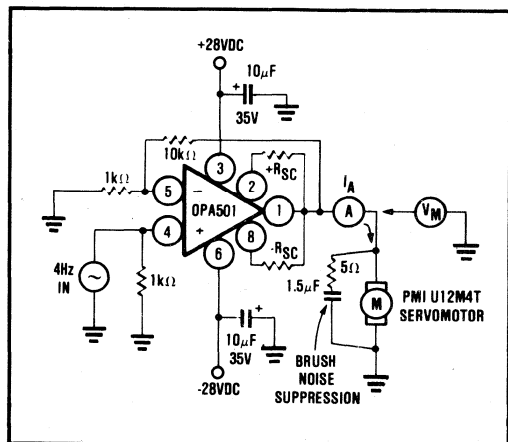 +28VDC
10µF
35V
10kΩ
1kΩ
3
+RSC
2
5
−
OPA501
1
IA
A
VM
4
+
8
-RSC
4Hz
IN
6
1kΩ
5Ω
1.5µF
M
PMI U12M4T
SERVOMOTOR
10µF
35V
+
BRUSH
NOISE
SUPPRESSION
-28VDC
+